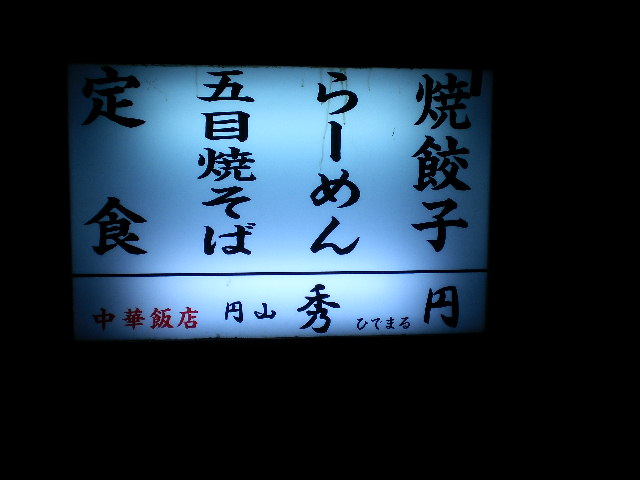 焼餃子
らーめん
五目焼そば
定食
中華飯店 円山 秀 ひでまる 円